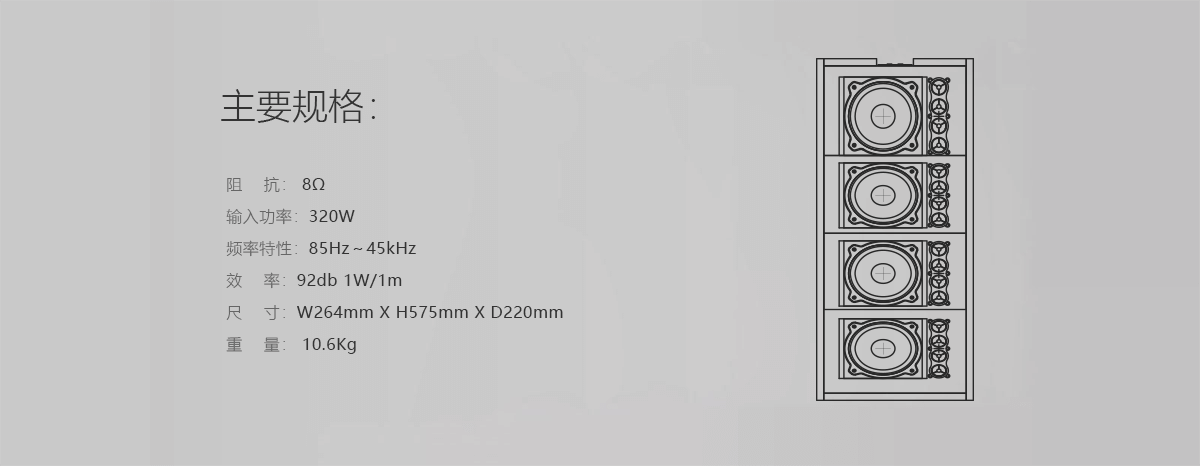 主要规格：
阻 抗： 8Ω
输入功率：320W
频率特性：85Hz～45kHz
效 率：92db 1W/1m
尺 寸：W264mm X H575mm X D220mm
重 量： 10.6Kg